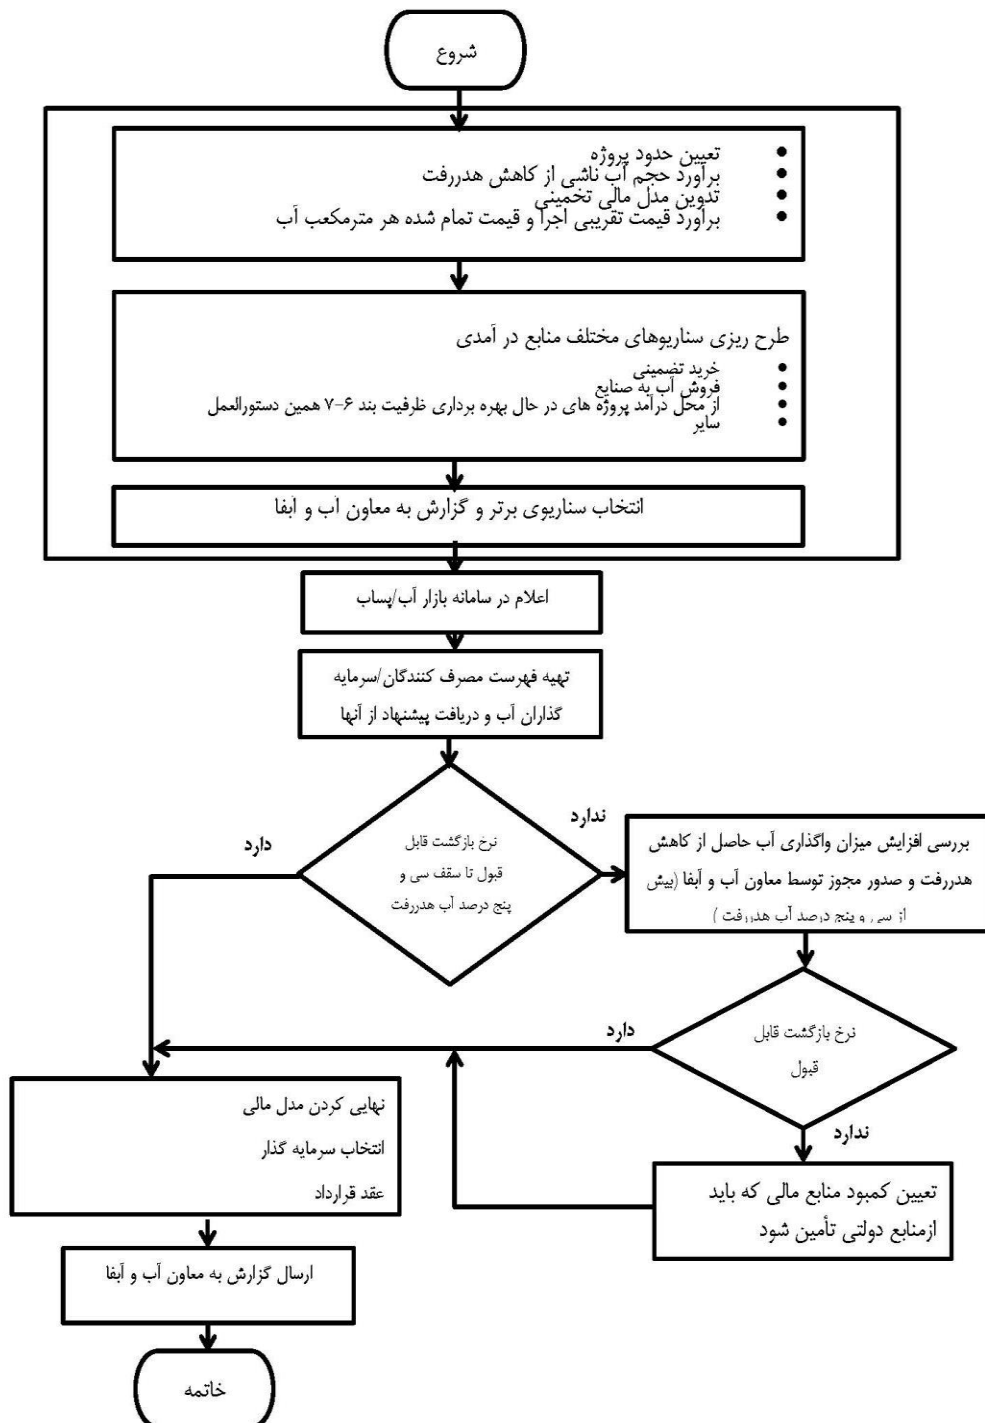 شروع
تعیین حدود پروژه
برآورد حجم آب ناشی از کاهش هدررفت
تدوین مدل مالی تخمینی
برآورد قیمت تقریبی اجرا و قیمت تمام شده هر مترمکعب آب
طرح ریزی سناریوهای مختلف منابع در آمدی
خرید تضمینی
فروش آب به صنایع
از محل درآمد پروژه های در حال بهره برداری ظرفیت بند ۶-۷ همین دستورالعمل
سایر
انتخاب سناریوی برتر و گزارش به معاون آب و آبفا
اعلام در سامانه بازار آب/پساب
تهیه فهرست مصرف کنندگان/سرمایه
گذاران آب و دریافت پیشنهاد از آنها
نرخ بازگشت قابل
قبول تا سقف سی و
پنج درصد آب هدررفت
ندارد
دارد
بررسی افزایش میزان واگذاری آب حاصل از کاهش
هدررفت و صدور مجوز توسط معاون آب و آبفا (بیش
از سی و پنج درصد آب هدررفت )
نرخ بازگشت قابل
قبول
دارد
ندارد
تعیین کمبود منابع مالی که باید
ازمنابع دولتی تأمین شود
نهایی کردن مدل مالی
انتخاب سرمایه گذار
عقد قرارداد
ارسال گزارش به معاون آب و آبفا
خاتمه